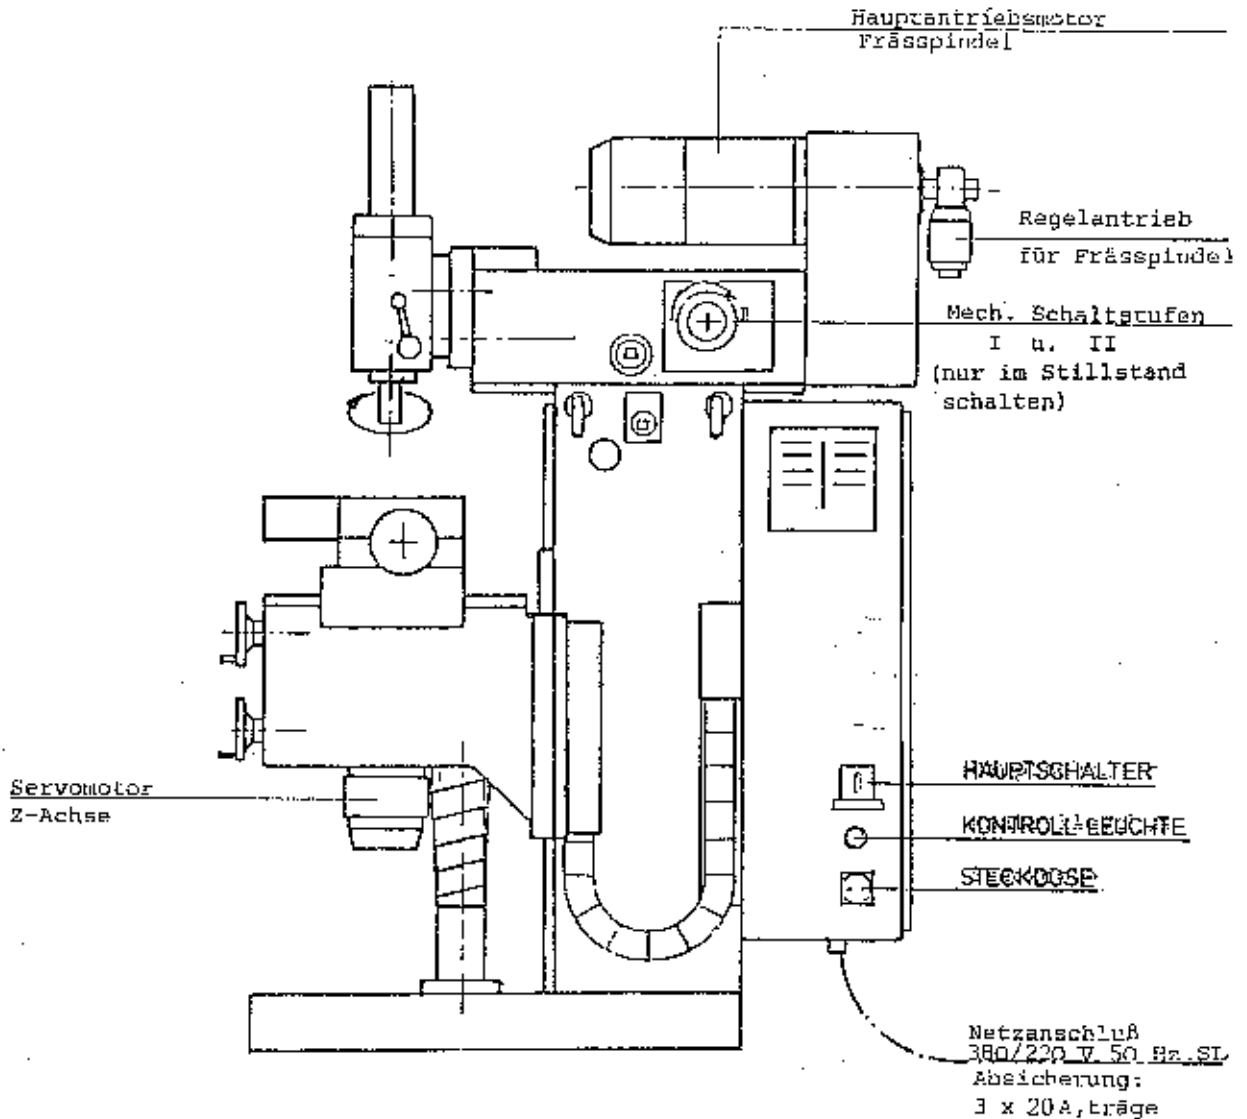 Hauptantriebsmotor
Frässpindel
Regelantrieb
für Frässpindel
Mech. Schaltstufen
I u. II
(nur im Stillstand
schalten)
HAUPTSCHALTER
KONTROLLEUCHTE
STECKDOSE
Servomotor
Z-Achse
Netzanschluß
380/220 V 50 Hz SL
Absicherung:
3 x 20A, träge